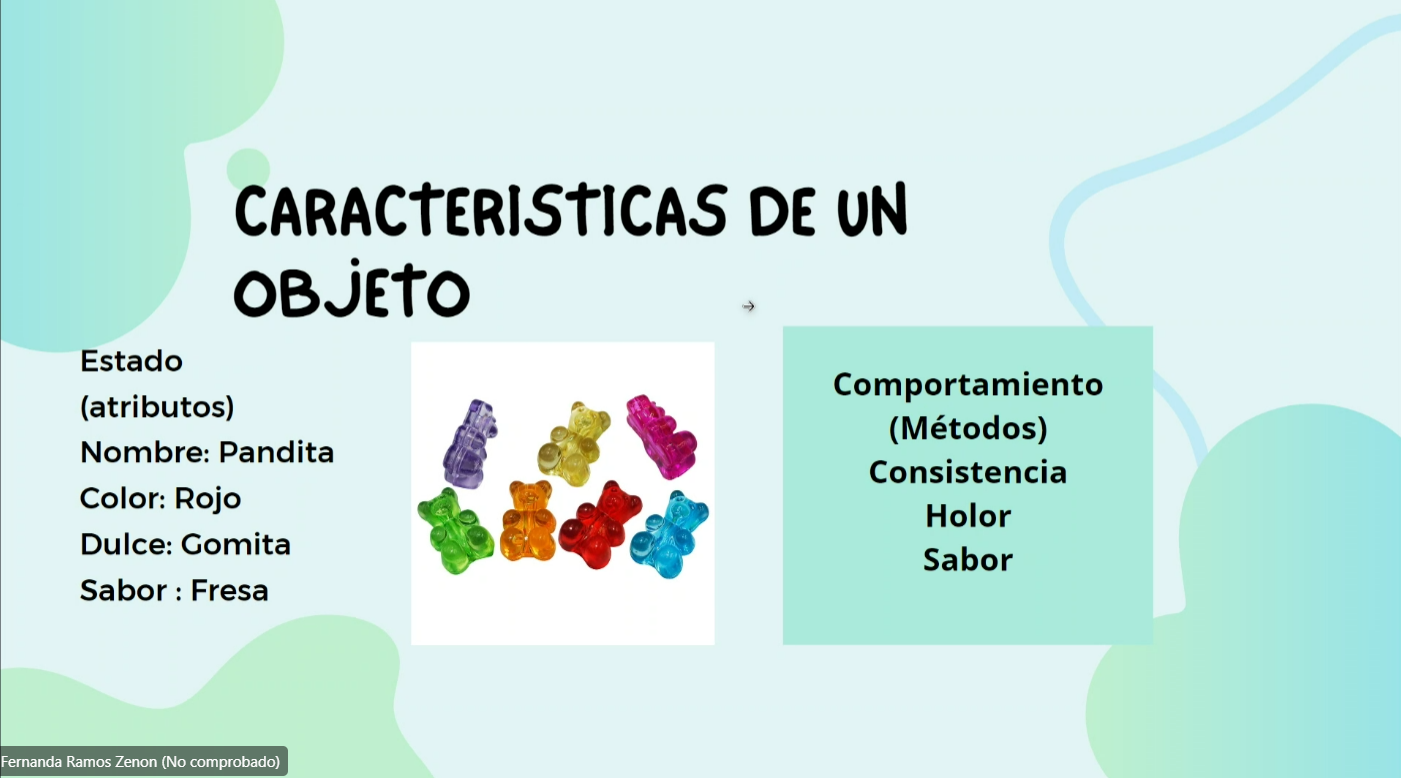 CARACTERISTICAS DE UN
OBJETO
Estado
(atributos)
Nombre: Pandita
Color: Rojo
Dulce: Gomita
Sabor : Fresa
Comportamiento
(Métodos)
Consistencia
Holor
Sabor
Fernanda Ramos Zenon (No comprobado)